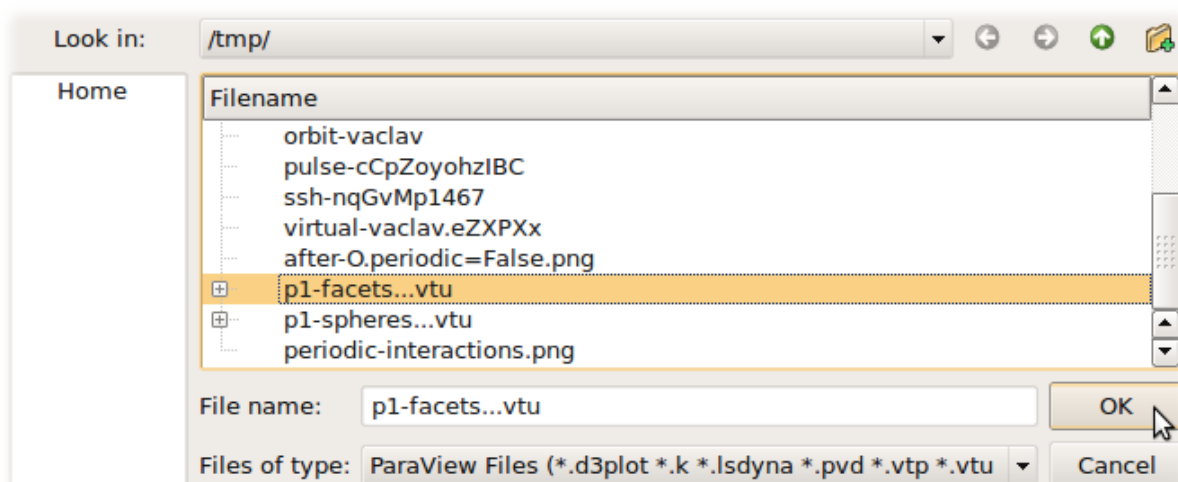 Look in: /tmp/
Home
Filename
orbit-vaclav
pulse-cCpZoyohzIBC
ssh-nqGvMp1467
virtual-vaclav.eZXPXx
after-O.periodic=False.png
p1-facets...vtu
p1-spheres...vtu
periodic-interactions.png
File name: p1-facets...vtu OK
Files of type: ParaView Files (*.d3plot *.k *.lsdyna *.pvd *.vtp *.vtu Cancel